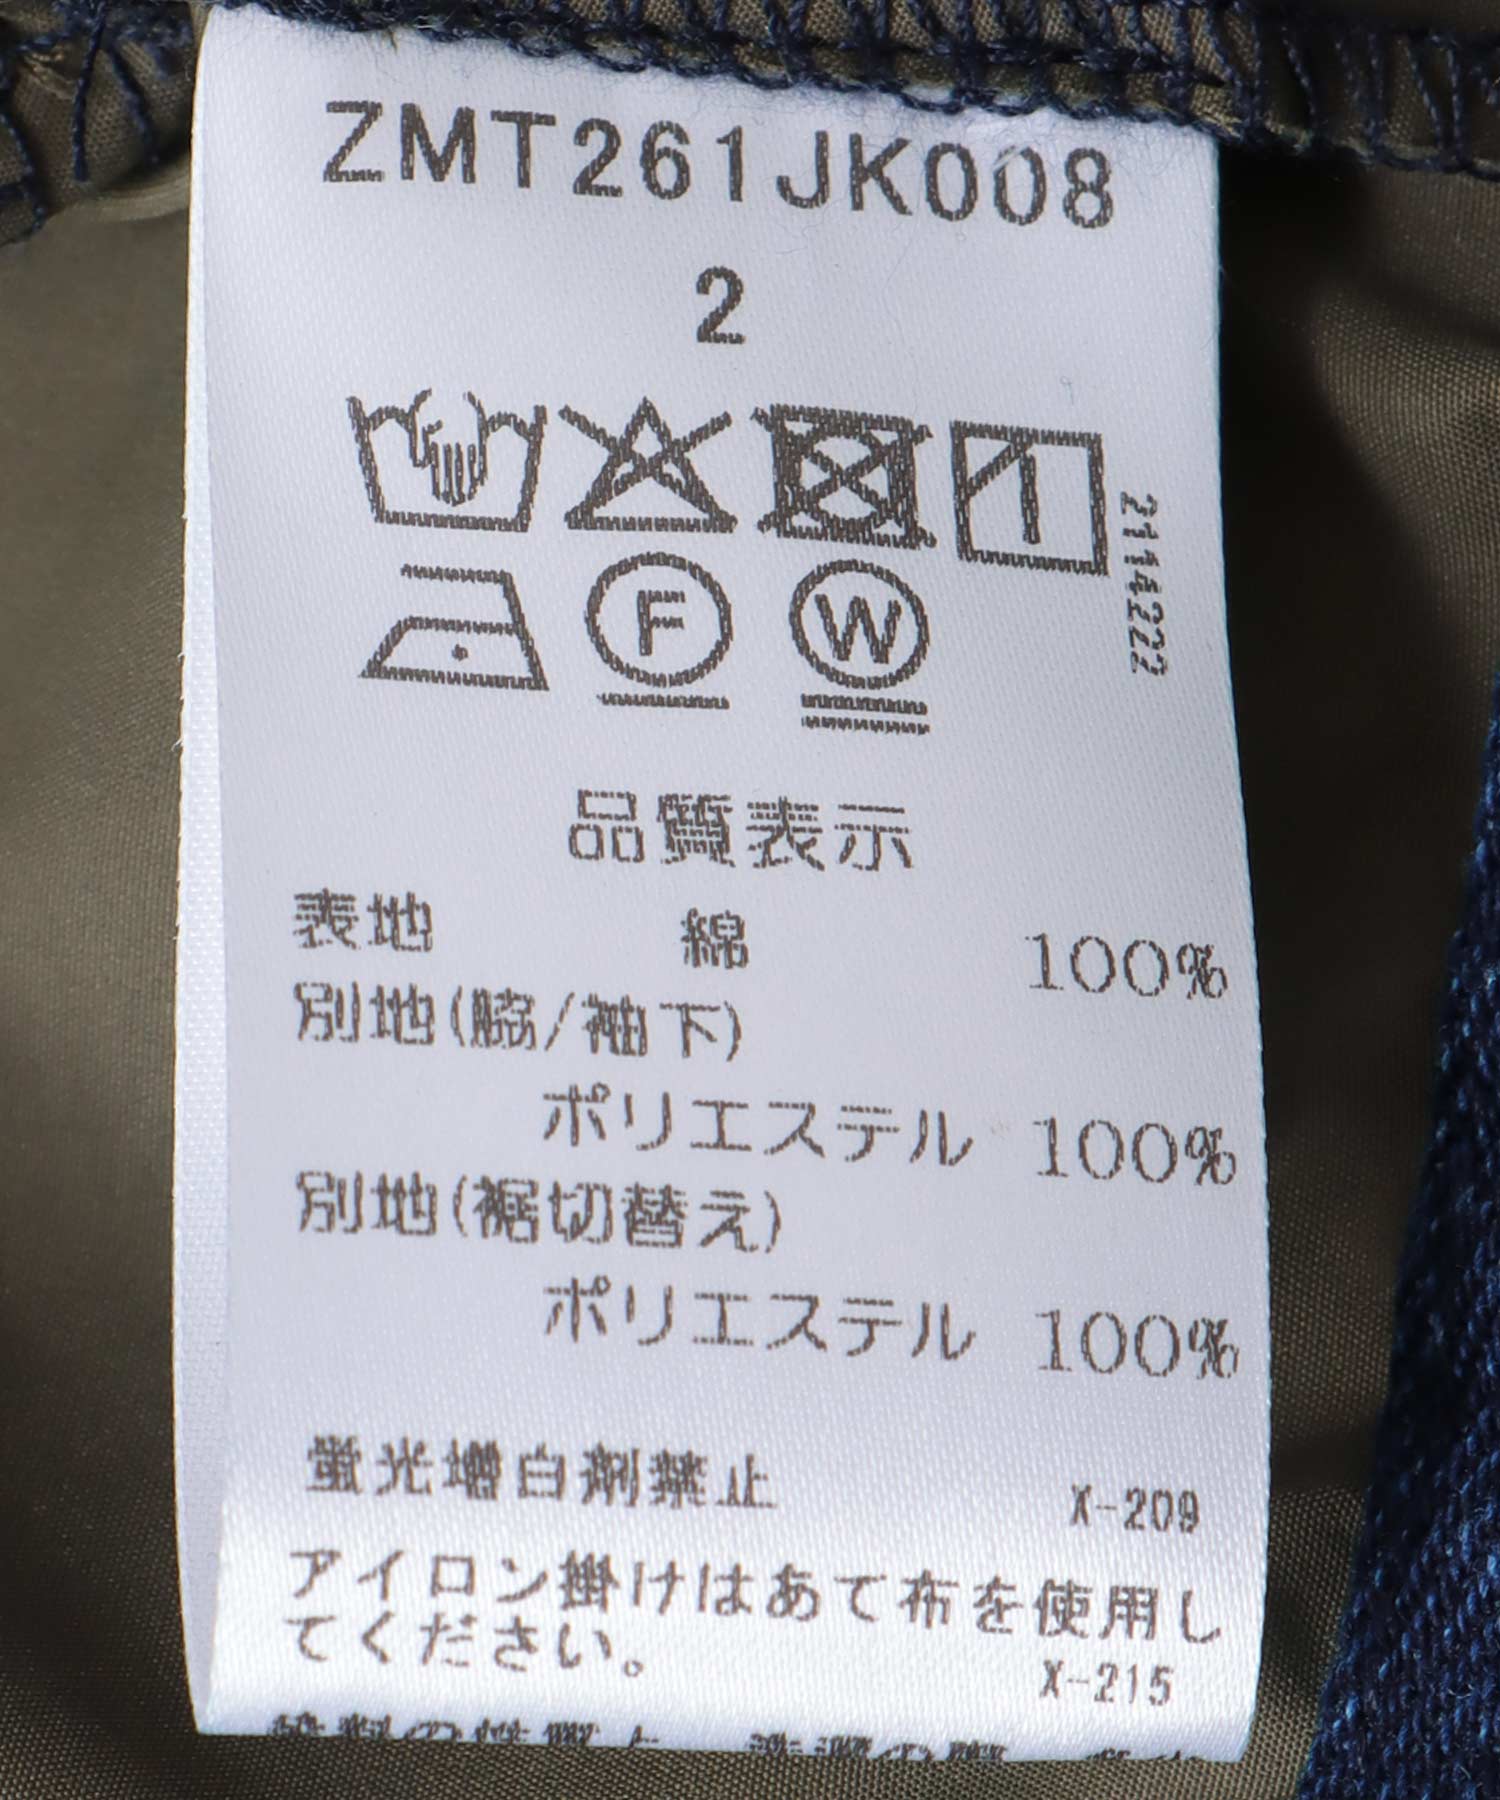 ZMT261JK008
2
2114222
F
W
品質表示
表地 綿 100%
別地(脇/袖下)
ポリエステル 100%
別地(裾切替え)
ポリエステル 100%
蛍光増白剤禁止
X-209
アイロン掛けはあて布を使用し
てください。
X-215